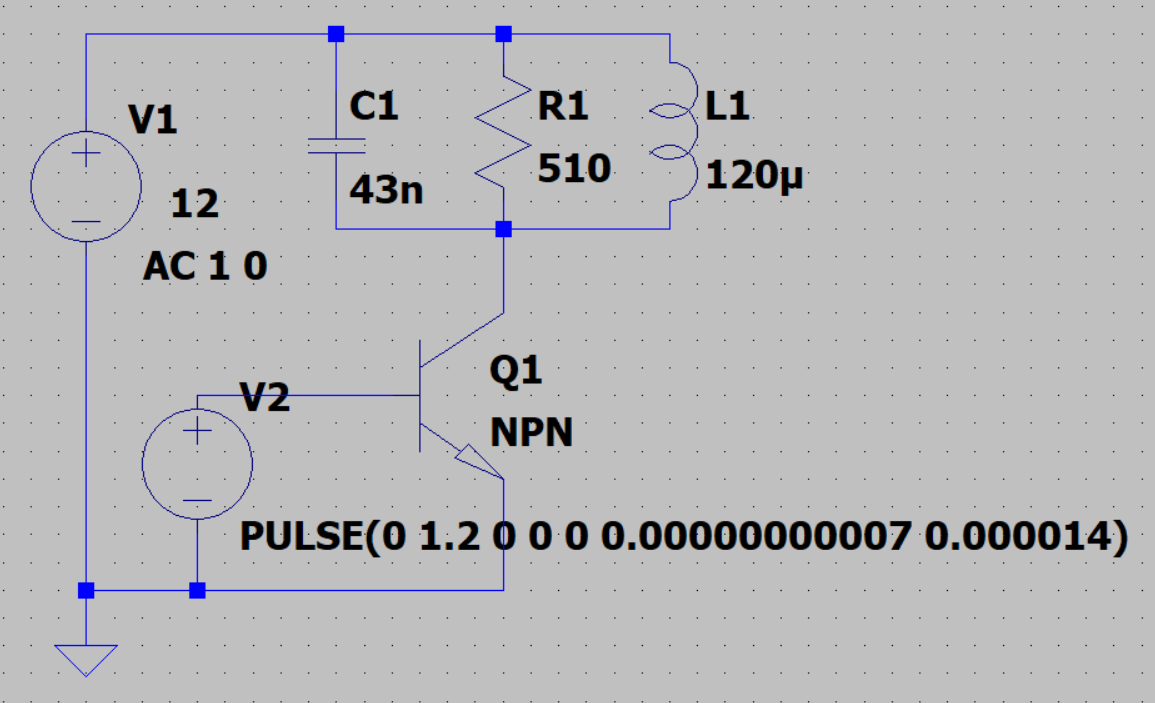 V1
12
AC 1 0
C1
43n
R1
510
L1
120µ
Q1
NPN
V2
PULSE(0 1.2 0 0 0 0.00000000007 0.000014)